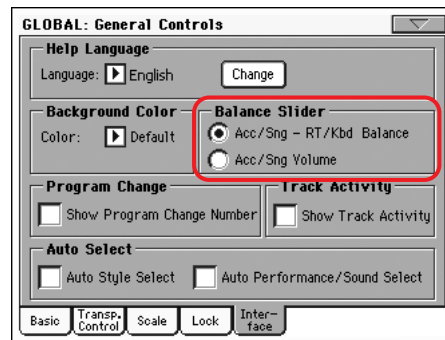 GLOBAL: General Controls
Help Language
Language: English Change
Background Color
Color: Default
Balance Slider
Acc/Sng - RT/Kbd Balance
Acc/Sng Volume
Program Change
Show Program Change Number
Track Activity
Show Track Activity
Auto Select
Auto Style Select Auto Performance/Sound Select
Basic Transp. Control Scale Lock Inter-face